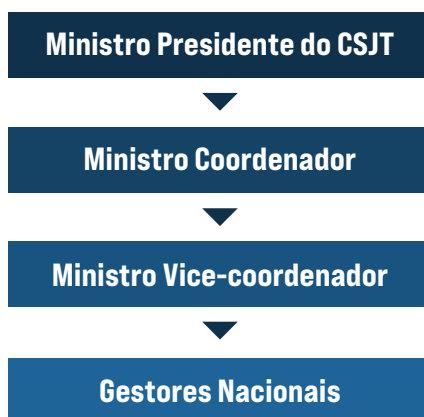 Ministro Presidente do CSJT
Ministro Coordenador
Ministro Vice-coordenador
Gestores Nacionais